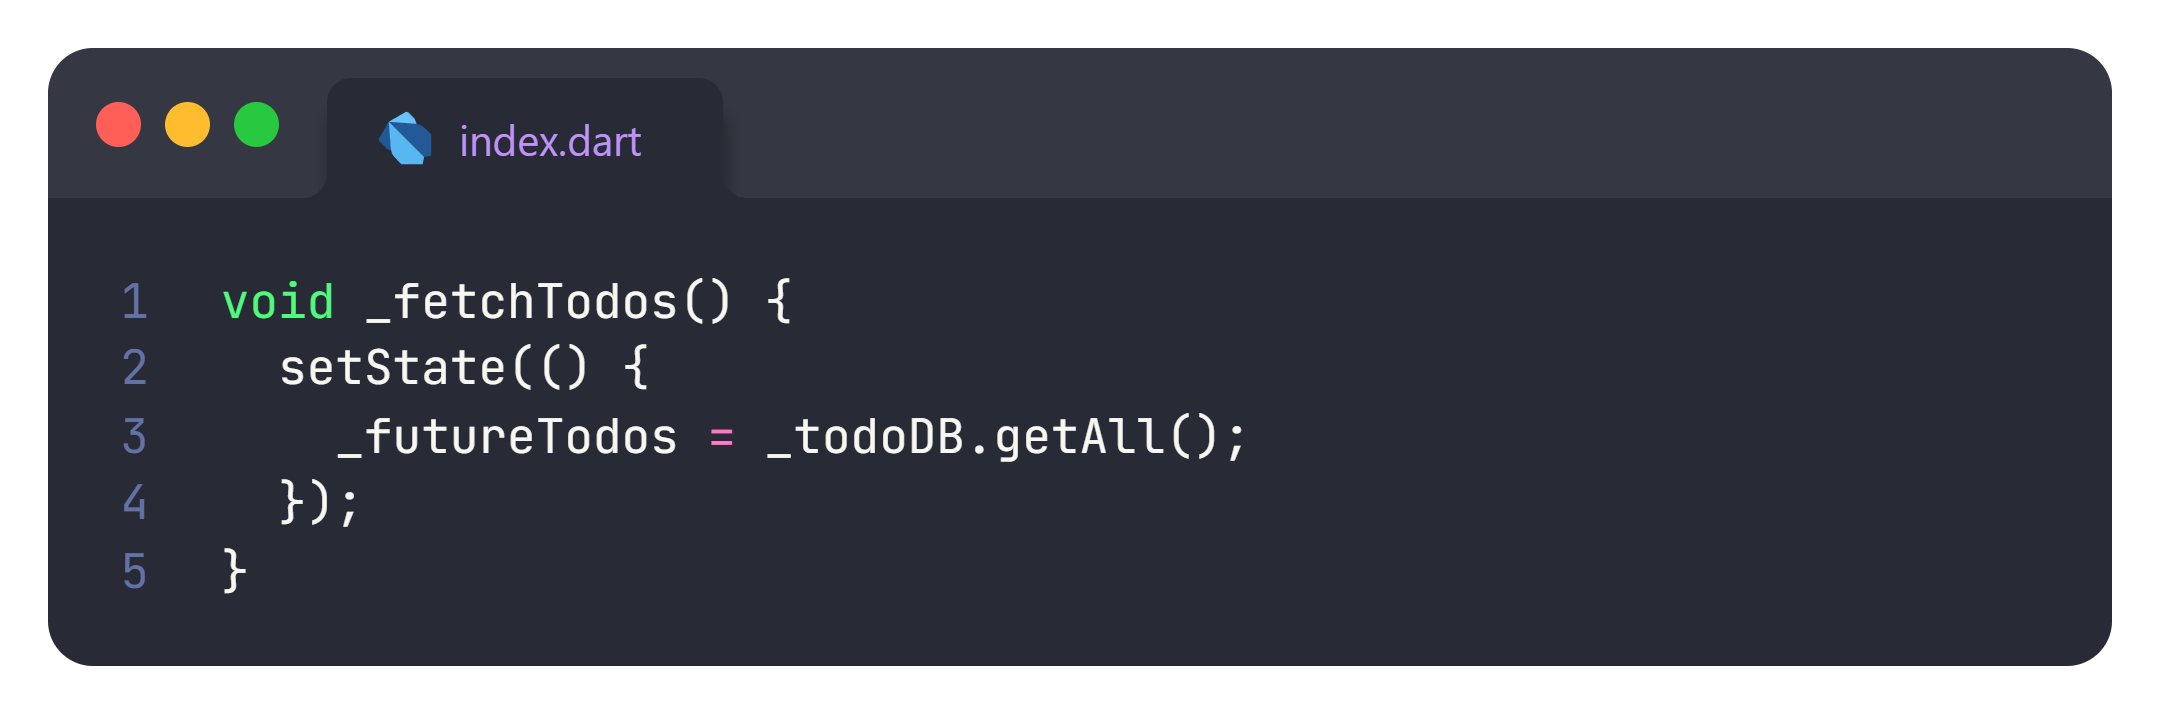 index.dart
1 void _fetchTodos() {
2   setState(() {
3     _futureTodos = _todoDB.getAll();
4   });
5 }